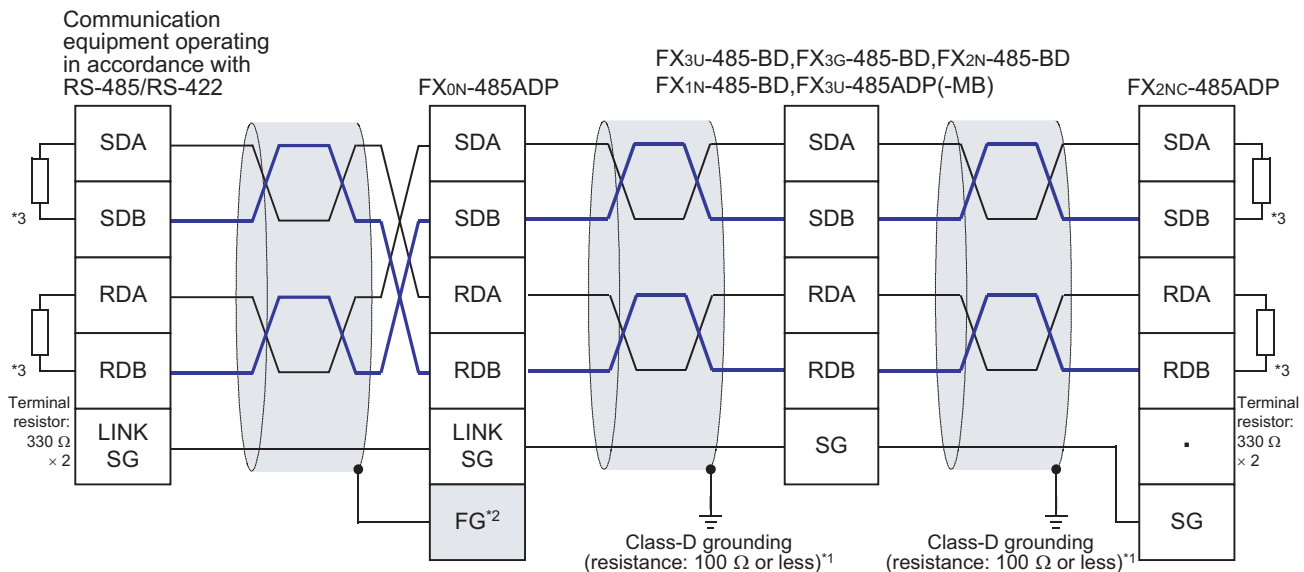 Communication
equipment operating
in accordance with
RS-485/RS-422
FX0N-485ADP
FX3U-485-BD,FX3G-485-BD,FX2N-485-BD
FX1N-485-BD,FX3U-485ADP(-MB)
FX2NC-485ADP
SDA
SDB
RDA
RDB
LINK
SG
*3
*3
Terminal
resistor:
330 Ω
× 2
SDA
SDB
RDA
RDB
LINK
SG
FG*2
SDA
SDB
RDA
RDB
SG
SDA
SDB
RDA
RDB
.
SG
*3
*3
Terminal
resistor:
330 Ω
× 2
Class-D grounding
(resistance: 100 Ω or less)*1
Class-D grounding
(resistance: 100 Ω or less)*1